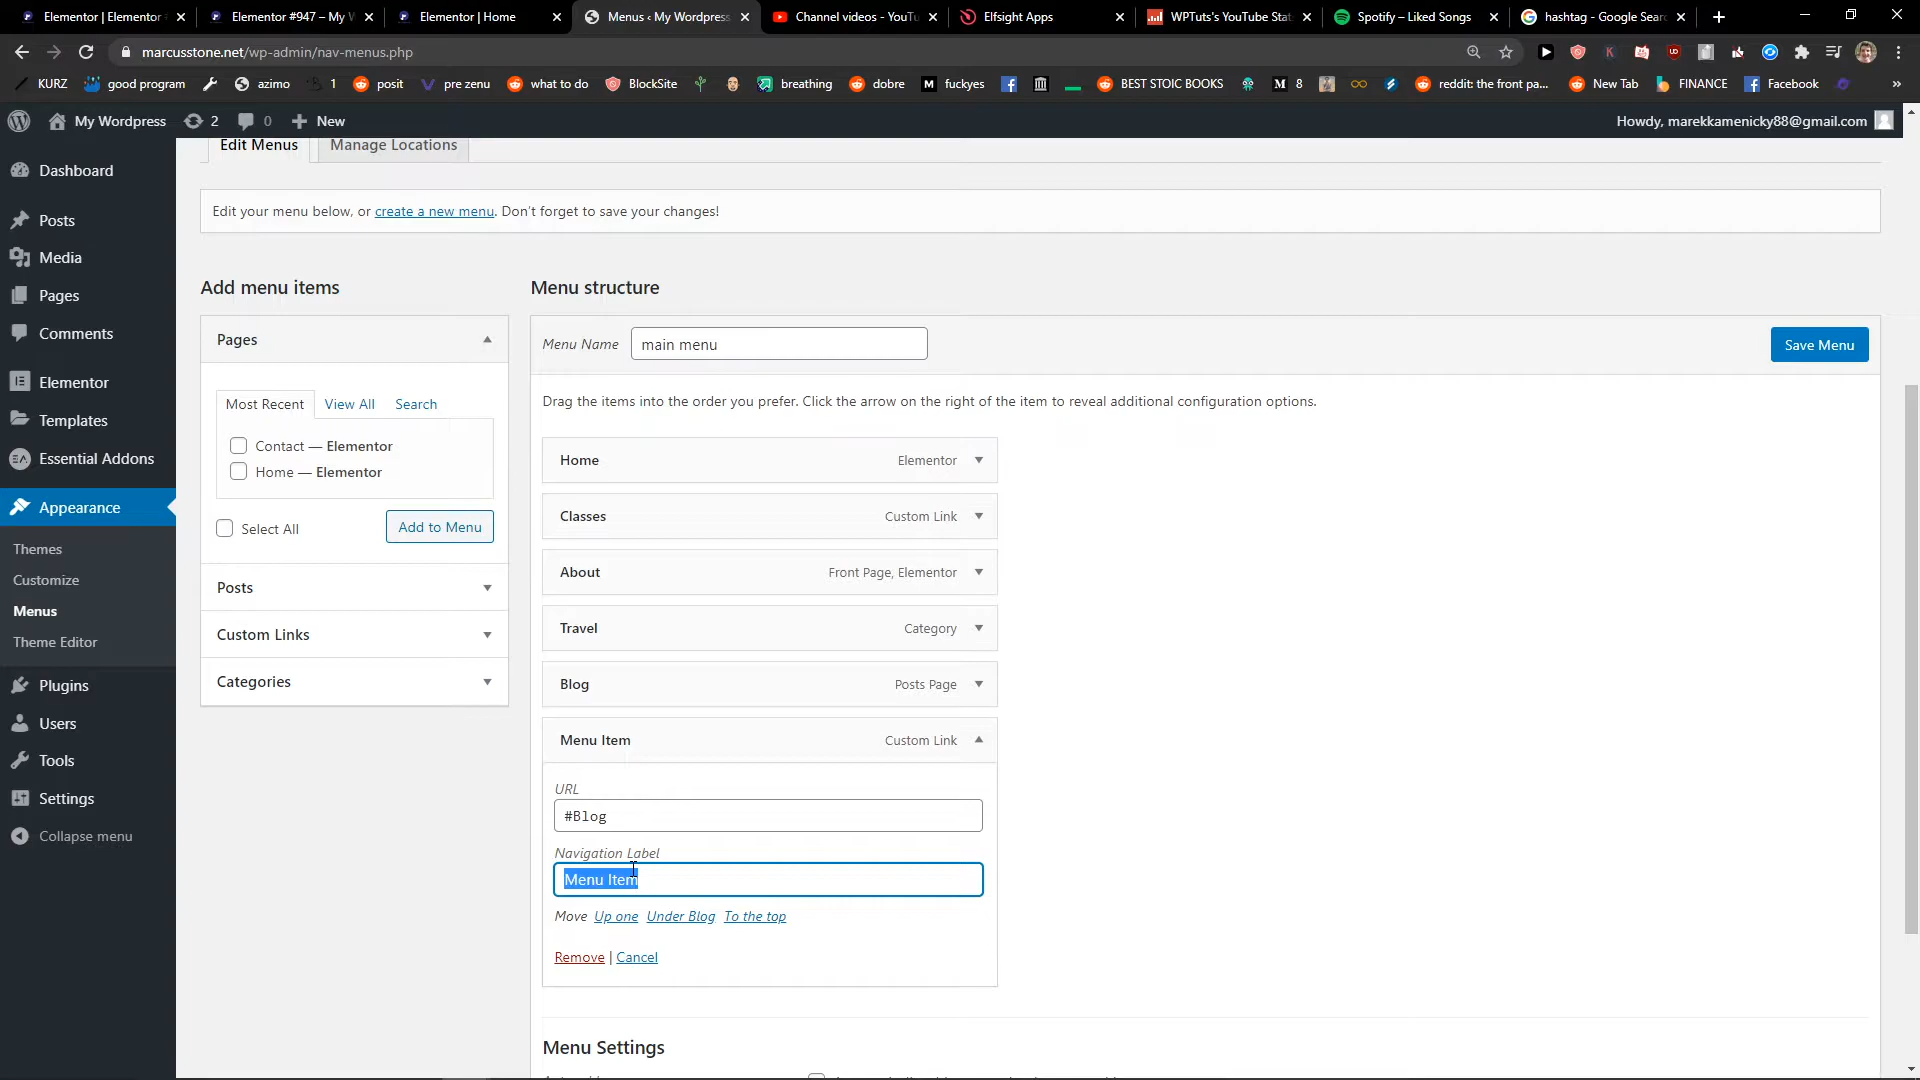 Elementor | Elementor
Elementor #947 – My W
Elementor | Home
Menus ‹ My Wordpress
Channel videos - YouTu
Elfsight Apps
WPTuts's YouTube Stat
Spotify – Liked Songs
hashtag - Google Sear
marcusstone.net/wp-admin/nav-menus.php
KURZ
good program
azimo
1
posit
pre zenu
what to do
BlockSite
breathing
dobre
fuckyes
BEST STOIC BOOKS
8
reddit: the front pa...
New Tab
FINANCE
Facebook
»
My Wordpress
2
0
New
Howdy, marekkamenicky88@gmail.com
Dashboard
Posts
Media
Pages
Comments
Elementor
Templates
Essential Addons
Appearance
Themes
Customize
Menus
Theme Editor
Plugins
Users
Tools
Settings
Collapse menu
Edit Menus
Manage Locations
Edit your menu below, or create a new menu. Don't forget to save your changes!
Add menu items
Pages
Most Recent
View All
Search
Contact — Elementor
Home — Elementor
Select All
Add to Menu
Posts
Custom Links
Categories
Menu structure
Menu Name
main menu
Save Menu
Drag the items into the order you prefer. Click the arrow on the right of the item to reveal additional configuration options.
Home
Elementor
Classes
Custom Link
About
Front Page, Elementor
Travel
Category
Blog
Posts Page
Menu Item
Custom Link
URL
#Blog
Navigation Label
Menu Item
Move Up one Under Blog To the top
Remove | Cancel
Menu Settings